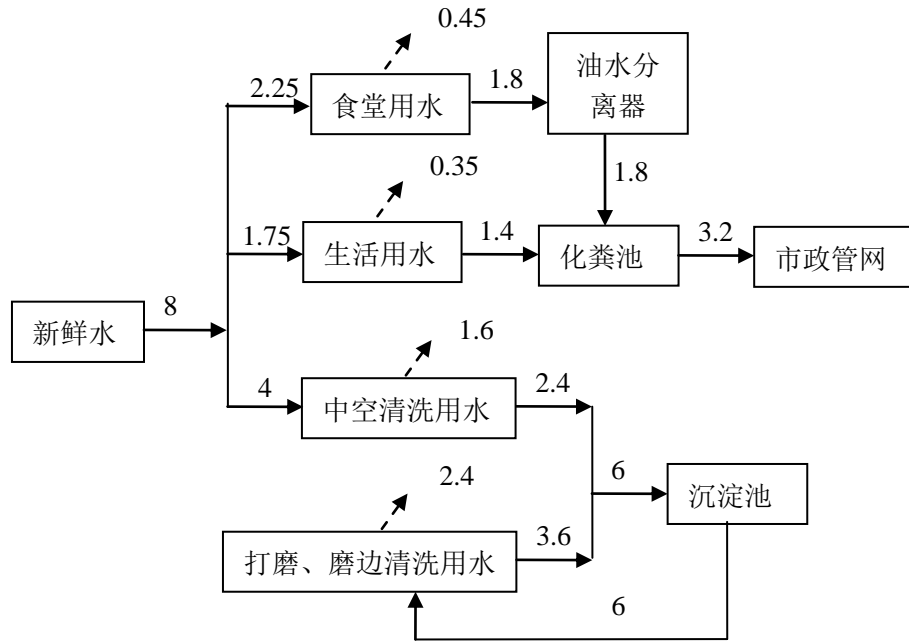 0.45
2.25
食堂用水
1.8
油水分
离器
1.8
0.35
1.75
生活用水
1.4
化粪池
3.2
市政管网
新鲜水
8
1.6
4
中空清洗用水
2.4
6
沉淀池
2.4
打磨、磨边清洗用水
3.6
6